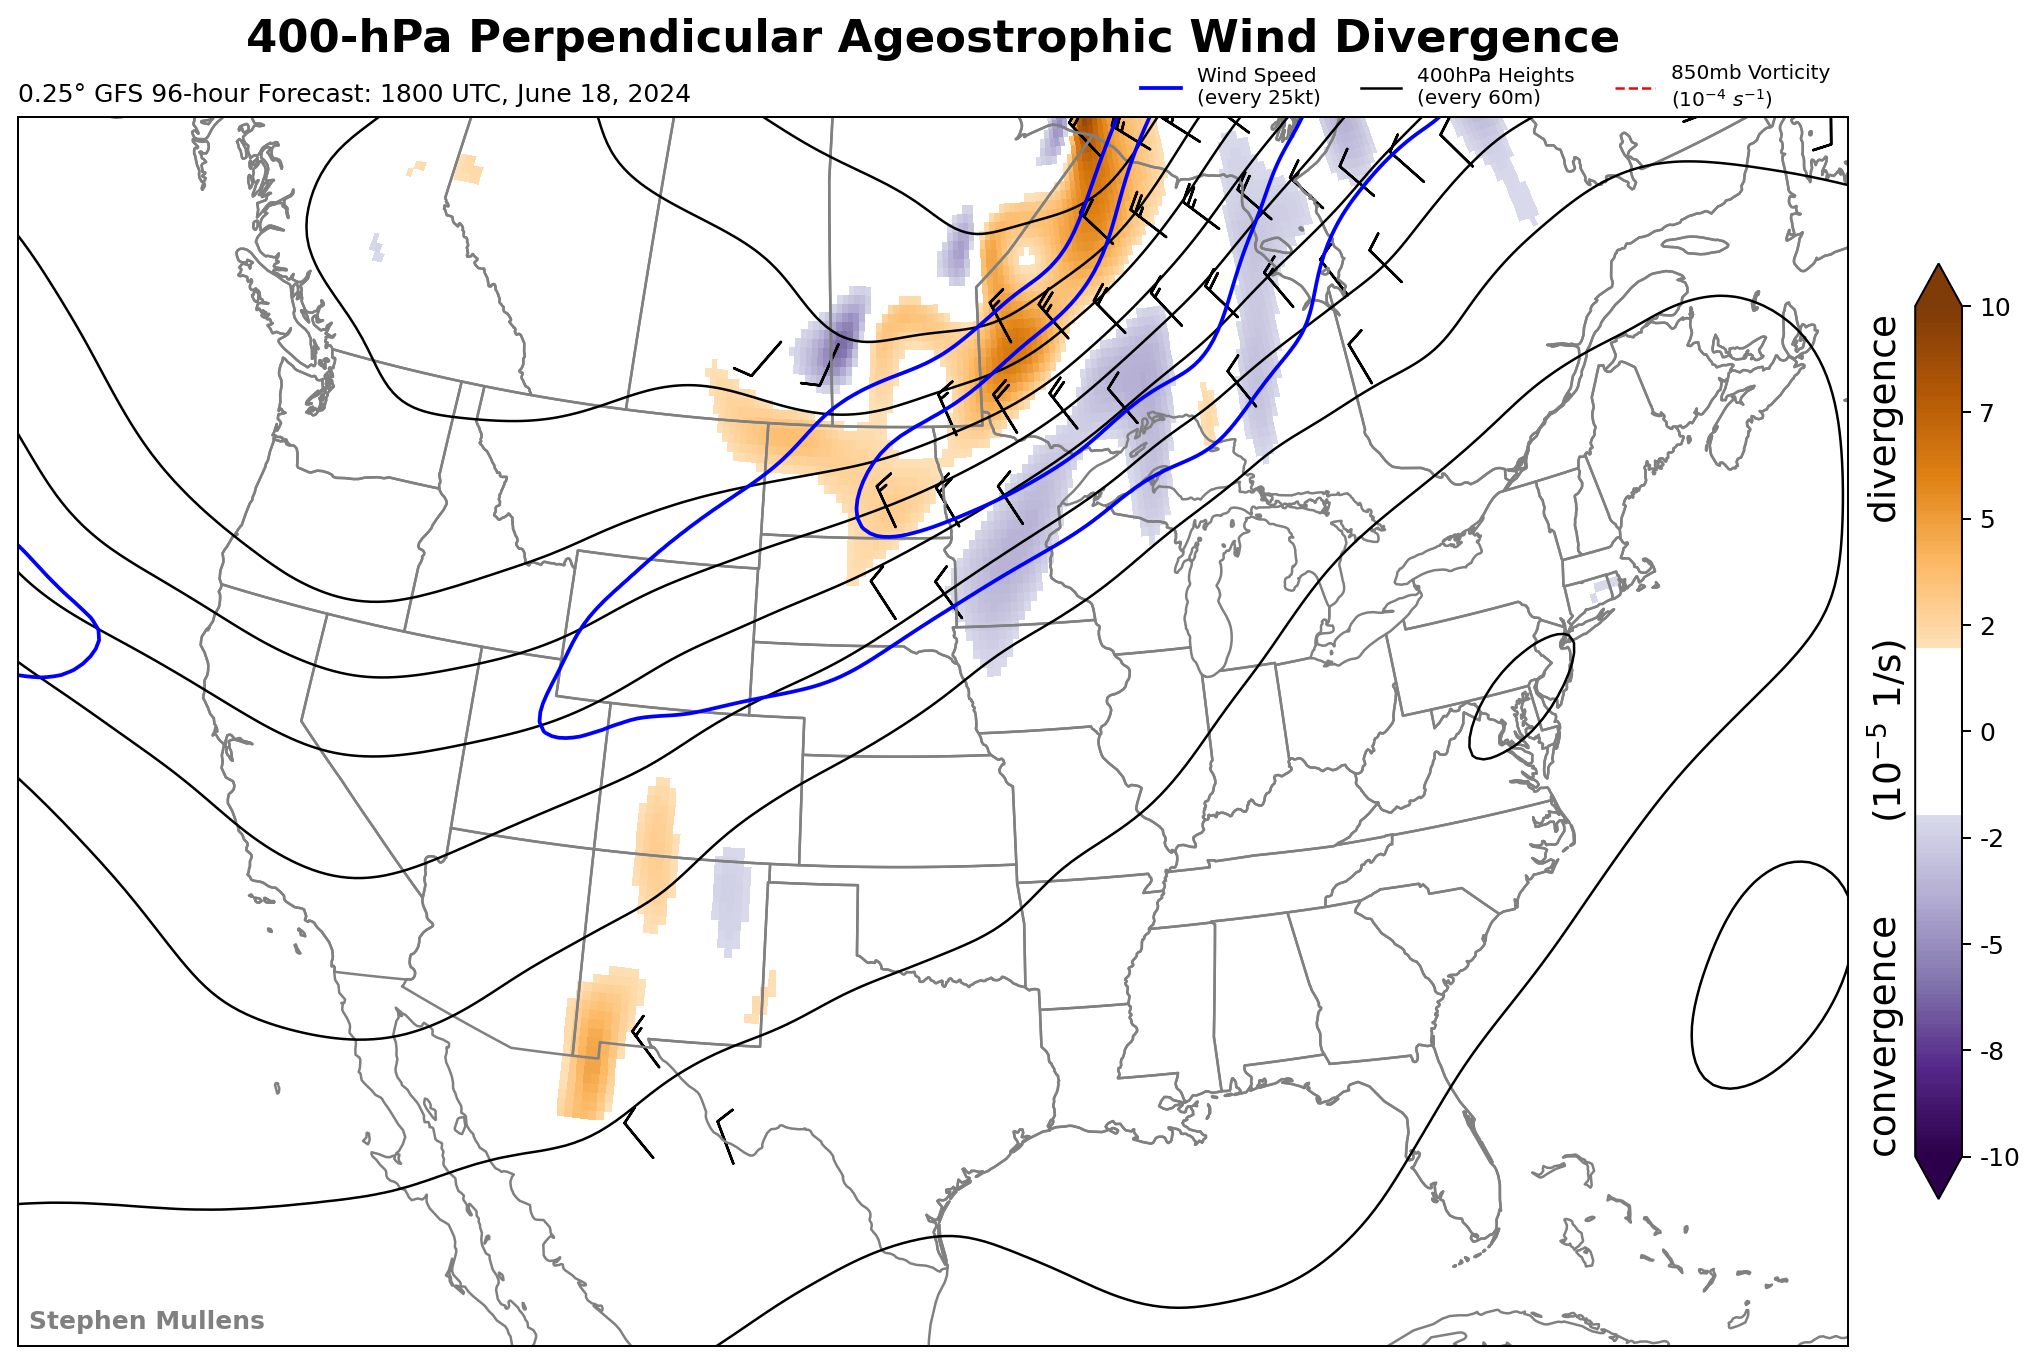 400-hPa Perpendicular Ageostrophic Wind Divergence
0.25° GFS 96-hour Forecast: 1800 UTC, June 18, 2024
Wind Speed
(every 25kt)
400hPa Heights
(every 60m)
850mb Vorticity
(10⁻⁴ s⁻¹)
10
7
5
2
0
-2
-5
-8
-10
convergence (10⁻⁵ 1/s) divergence
Stephen Mullens